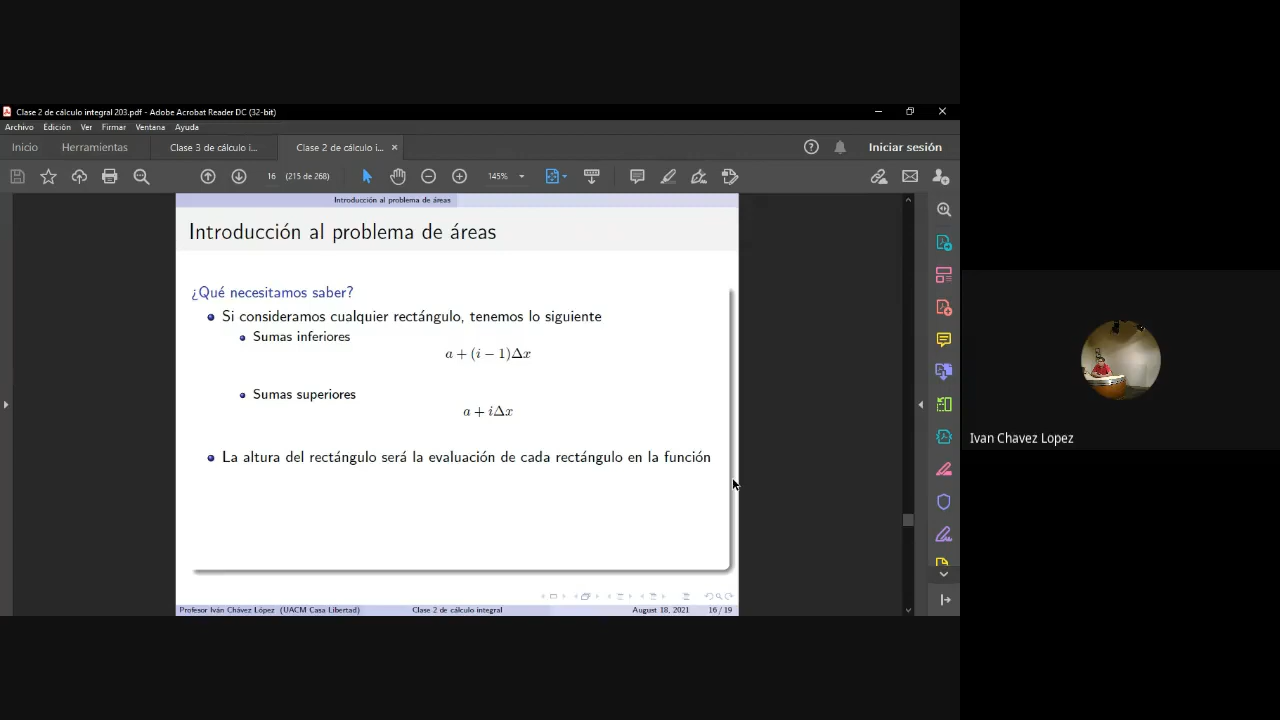 Clase 2 de cálculo integral 203.pdf - Adobe Acrobat Reader DC (32-bit)
Archivo Edición Ver Firmar Ventana Ayuda
Inicio Herramientas Clase 3 de cálculo i... Clase 2 de cálculo i... ×
Iniciar sesión
16 (215 de 268) 145%
Introducción al problema de áreas
Introducción al problema de áreas
¿Qué necesitamos saber?
Si consideramos cualquier rectángulo, tenemos lo siguiente
Sumas inferiores
a + (i − 1)Δx
Sumas superiores
a + iΔx
La altura del rectángulo será la evaluación de cada rectángulo en la función
Profesor Iván Chávez López (UACM Casa Libertad) Clase 2 de cálculo integral August 18, 2021 16 / 19
Ivan Chavez Lopez